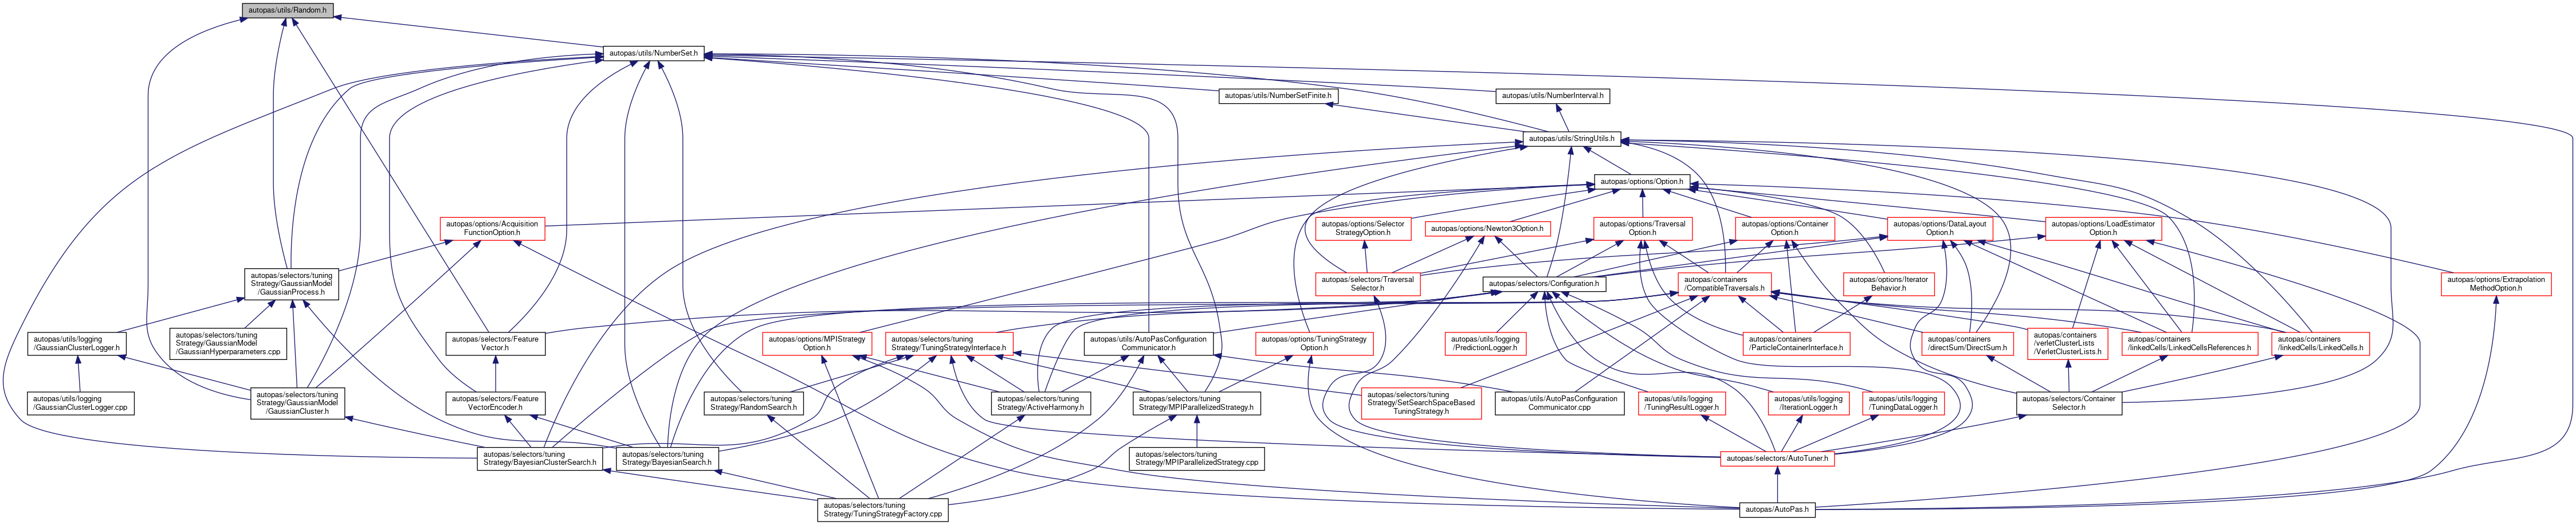 autopas/utils/Random.h
autopas/utils/NumberSet.h
autopas/utils/NumberSetFinite.h
autopas/utils/NumberInterval.h
autopas/utils/StringUtils.h
autopas/options/Option.h
autopas/options/Acquisition
FunctionOption.h
autopas/options/Selector
StrategyOption.h
autopas/options/Newton3Option.h
autopas/options/Traversal
Option.h
autopas/options/Container
Option.h
autopas/options/DataLayout
Option.h
autopas/options/LoadEstimator
Option.h
autopas/selectors/tuning
Strategy/GaussianModel
/GaussianProcess.h
autopas/selectors/Traversal
Selector.h
autopas/selectors/Configuration.h
autopas/containers
/CompatibleTraversals.h
autopas/options/Iterator
Behavior.h
autopas/options/Extrapolation
MethodOption.h
autopas/utils/logging
/GaussianClusterLogger.h
autopas/selectors/tuning
Strategy/GaussianModel
/GaussianHyperparameters.cpp
autopas/selectors/Feature
Vector.h
autopas/options/MPIStrategy
Option.h
autopas/selectors/tuning
Strategy/TuningStrategyInterface.h
autopas/utils/AutoPasConfiguration
Communicator.h
autopas/options/TuningStrategy
Option.h
autopas/utils/logging
/PredictionLogger.h
autopas/containers
/ParticleContainerInterface.h
autopas/containers
/directSum/DirectSum.h
autopas/containers
/verletClusterLists
/VerletClusterLists.h
autopas/containers
/linkedCells/LinkedCellsReferences.h
autopas/containers
/linkedCells/LinkedCells.h
autopas/utils/logging
/GaussianClusterLogger.cpp
autopas/selectors/tuning
Strategy/GaussianModel
/GaussianCluster.h
autopas/selectors/Feature
VectorEncoder.h
autopas/selectors/tuning
Strategy/RandomSearch.h
autopas/selectors/tuning
Strategy/ActiveHarmony.h
autopas/selectors/tuning
Strategy/MPIParallelizedStrategy.h
autopas/selectors/tuning
Strategy/SetSearchSpaceBased
TuningStrategy.h
autopas/utils/AutoPasConfiguration
Communicator.cpp
autopas/utils/logging
/TuningResultLogger.h
autopas/utils/logging
/IterationLogger.h
autopas/utils/logging
/TuningDataLogger.h
autopas/selectors/Container
Selector.h
autopas/selectors/tuning
Strategy/BayesianClusterSearch.h
autopas/selectors/tuning
Strategy/BayesianSearch.h
autopas/selectors/tuning
Strategy/MPIParallelizedStrategy.cpp
autopas/selectors/AutoTuner.h
autopas/selectors/tuning
Strategy/TuningStrategyFactory.cpp
autopas/AutoPas.h